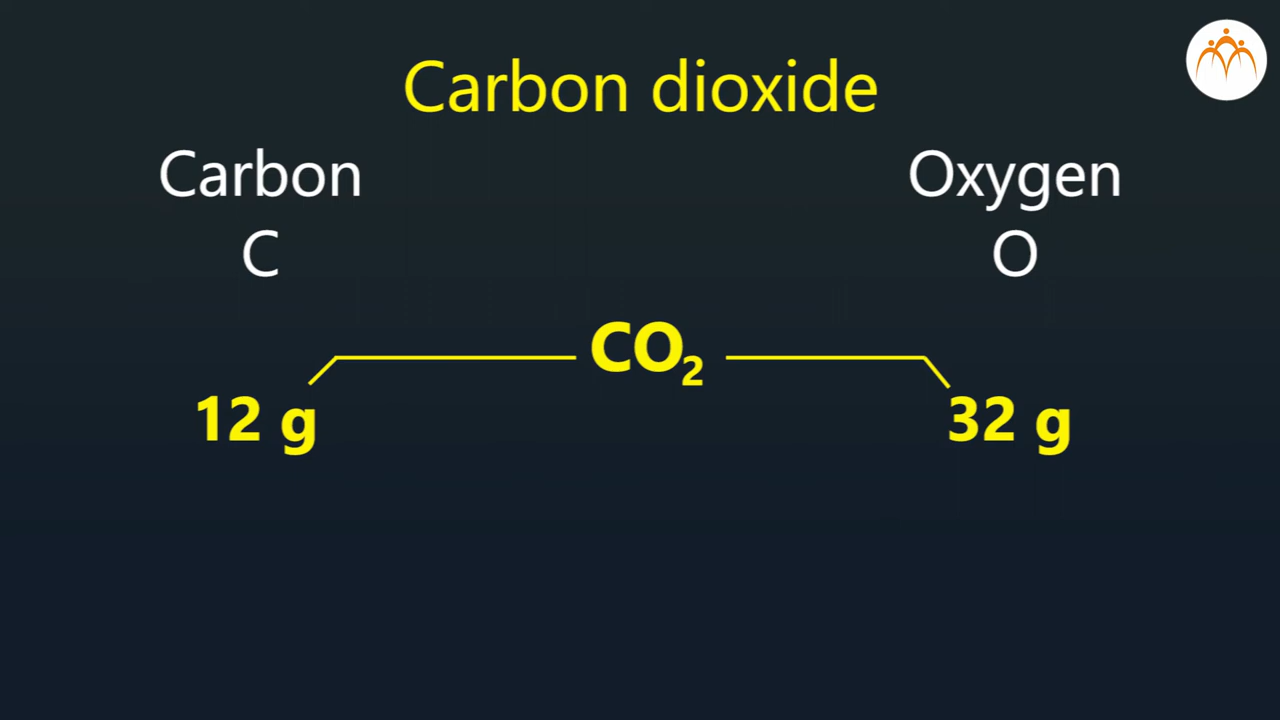 Carbon dioxide
Carbon Oxygen
C O
CO₂
12 g 32 g